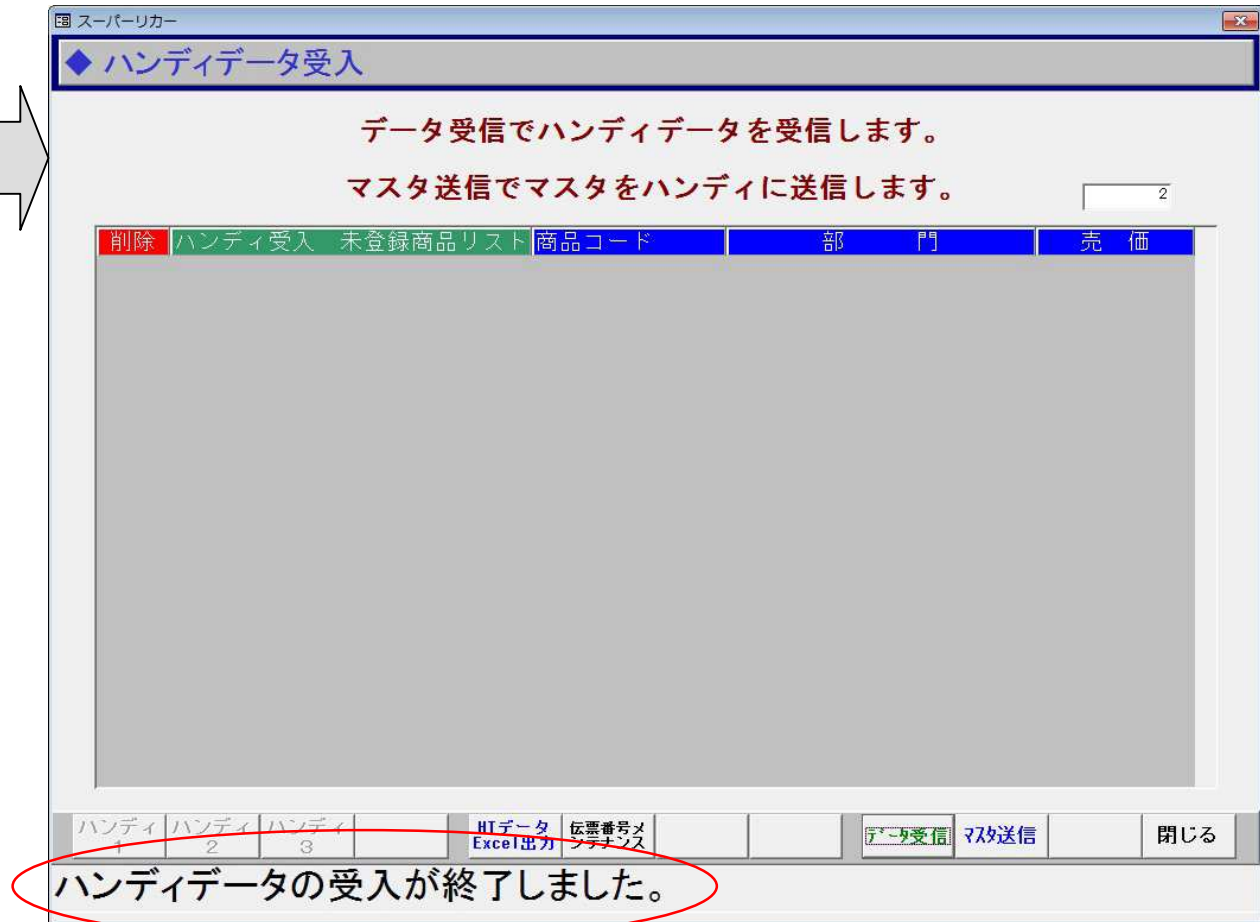 スーパーリカー
◆ ハンディデータ受入
データ受信でハンディデータを受信します。
マスタ送信でマスタをハンディに送信します。
2
削除 ハンディ受入 未登録商品リスト 商品コード 部 門 売 価
ハンディ 1 ハンディ 2 ハンディ 3 HTデータ Excel出力 伝票番号メンテナンス ﾃﾞｰﾀ受信 ﾏｽﾀ送信 閉じる
ハンディデータの受入が終了しました。